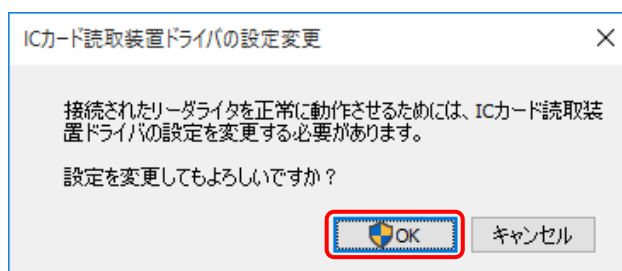 ICカード読取装置ドライバの設定変更
接続されたリーダライタを正常に動作させるためには、ICカード読取装
置ドライバの設定を変更する必要があります。
設定を変更してもよろしいですか？
OK キャンセル